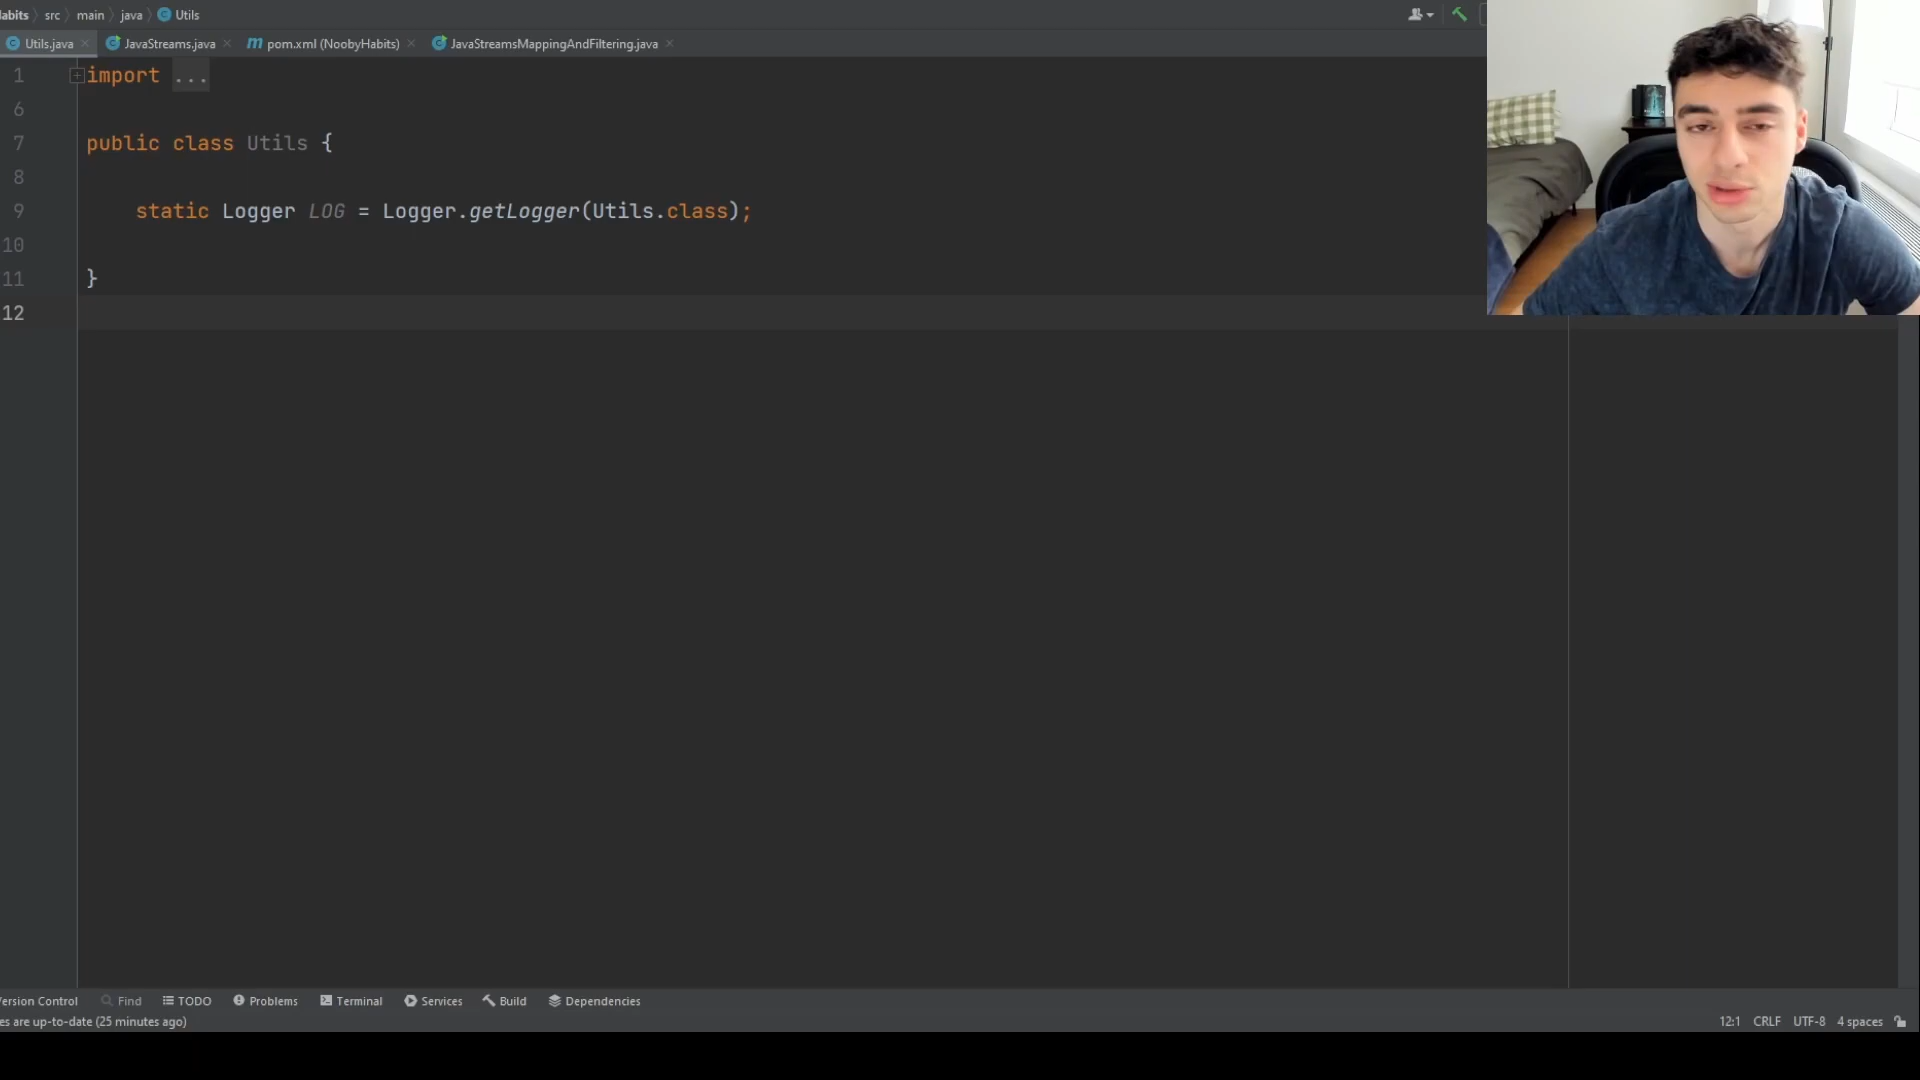 abits src main java Utils
Utils.java JavaStreams.java pom.xml (NoobyHabits) JavaStreamsMappingAndFiltering.java
1 import ...
6
7 public class Utils {
8
9 static Logger LOG = Logger.getLogger(Utils.class);
10
11 }
12
ersion Control Find TODO Problems Terminal Services Build Dependencies
es are up-to-date (25 minutes ago) 12:1 CRLF UTF-8 4 spaces